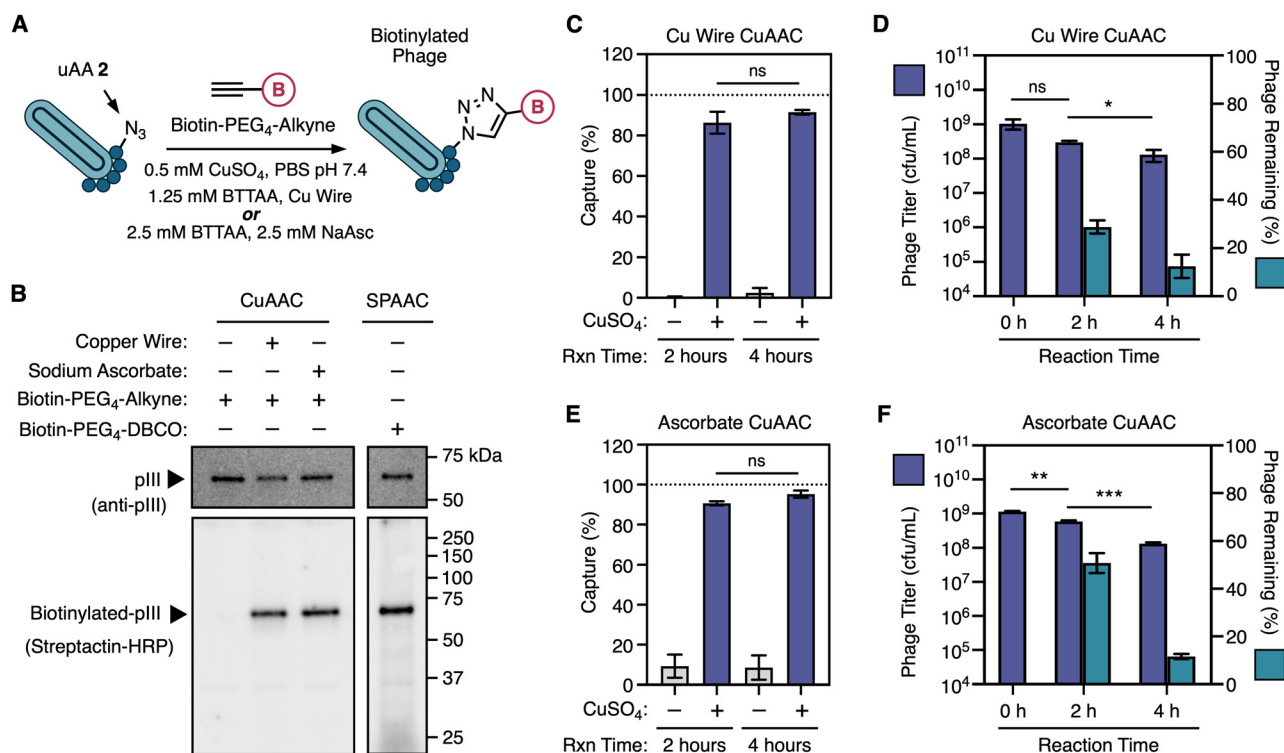 A
uAA 2
N3
B
Biotin-PEG4-Alkyne
0.5 mM CuSO4, PBS pH 7.4
1.25 mM BTTAA, Cu Wire
or
2.5 mM BTTAA, 2.5 mM NaAsc
Biotinylated
Phage
N
N
N
B
B
CuAAC SPAAC
Copper Wire: – + – –
Sodium Ascorbate: – – + –
Biotin-PEG4-Alkyne: + + + –
Biotin-PEG4-DBCO: – – – +
pIII
(anti-pIII)
75 kDa
50
Biotinylated-pIII
(Streptactin-HRP)
250
150
100
75
50
37
25
C
Cu Wire CuAAC
Capture (%)
120
100
80
60
40
20
0
ns
CuSO4: – + – +
Rxn Time: 2 hours 4 hours
D
Cu Wire CuAAC
Phage Titer (cfu/mL)
10^11
10^10
10^9
10^8
10^7
10^6
10^5
10^4
ns
*
100
80
60
40
20
0
Phage Remaining (%)
0 h 2 h 4 h
Reaction Time
E
Ascorbate CuAAC
Capture (%)
120
100
80
60
40
20
0
ns
CuSO4: – + – +
Rxn Time: 2 hours 4 hours
F
Ascorbate CuAAC
Phage Titer (cfu/mL)
10^11
10^10
10^9
10^8
10^7
10^6
10^5
10^4
**
***
100
80
60
40
20
0
Phage Remaining (%)
0 h 2 h 4 h
Reaction Time